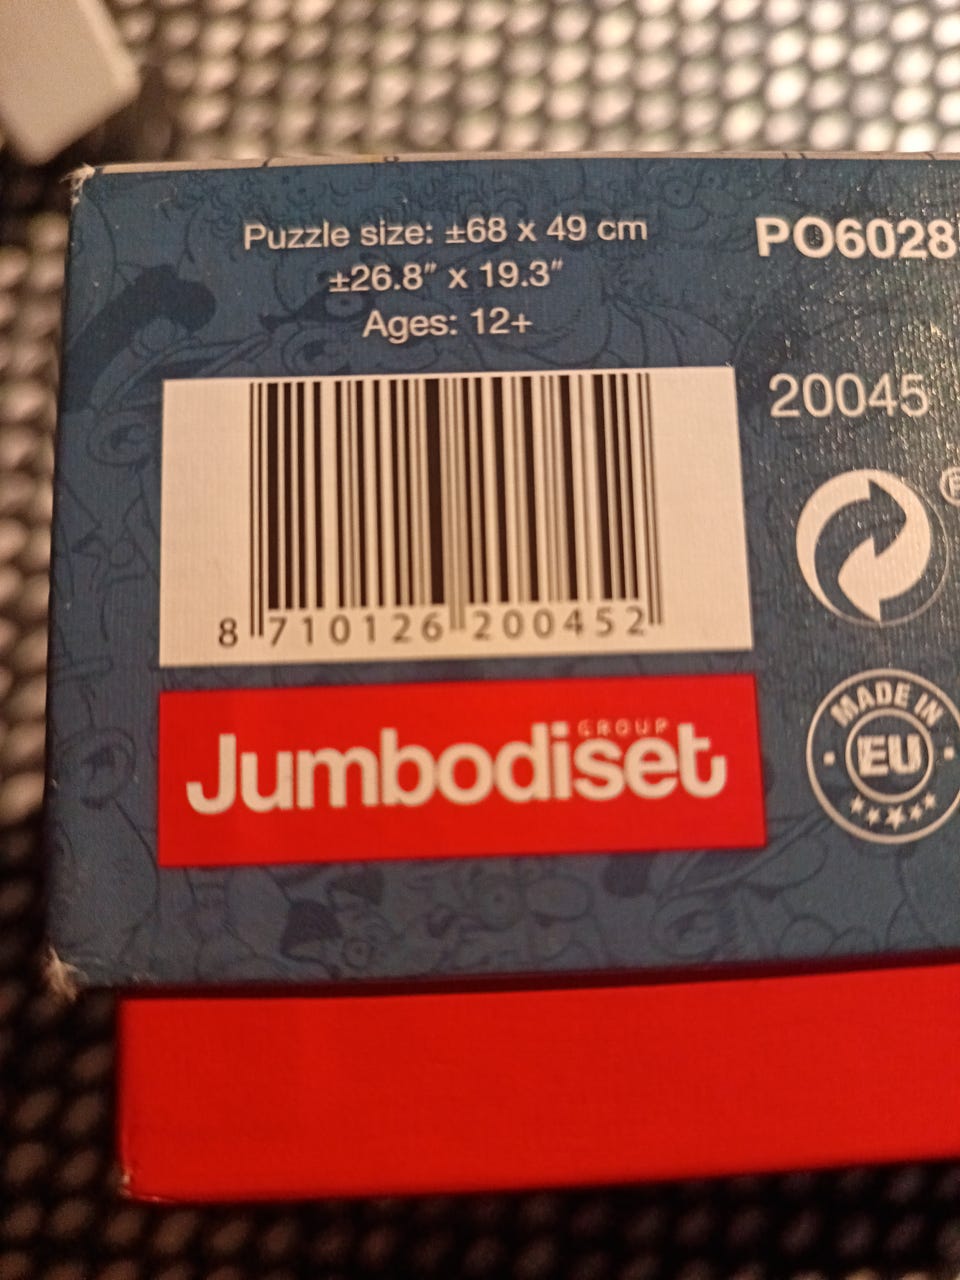 Puzzle size: ±68 x 49 cm
±26.8" x 19.3"
Ages: 12+
PO6028
20045
8 710126 200452
GROUP
Jumbodiset
MADE IN
EU